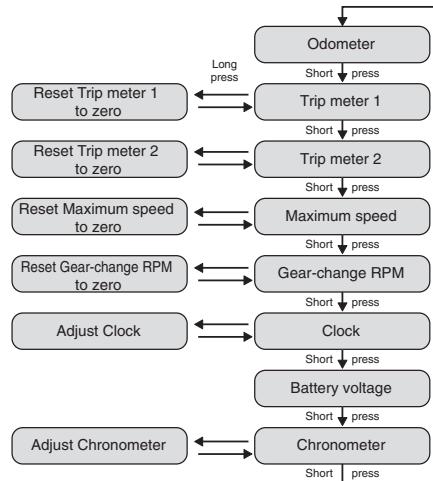 Odometer
Long
press
Short press
Reset Trip meter 1
to zero
Trip meter 1
Short press
Reset Trip meter 2
to zero
Trip meter 2
Short press
Reset Maximum speed
to zero
Maximum speed
Short press
Reset Gear-change RPM
to zero
Gear-change RPM
Short press
Adjust Clock
Clock
Short press
Battery voltage
Short press
Adjust Chronometer
Chronometer
Short press